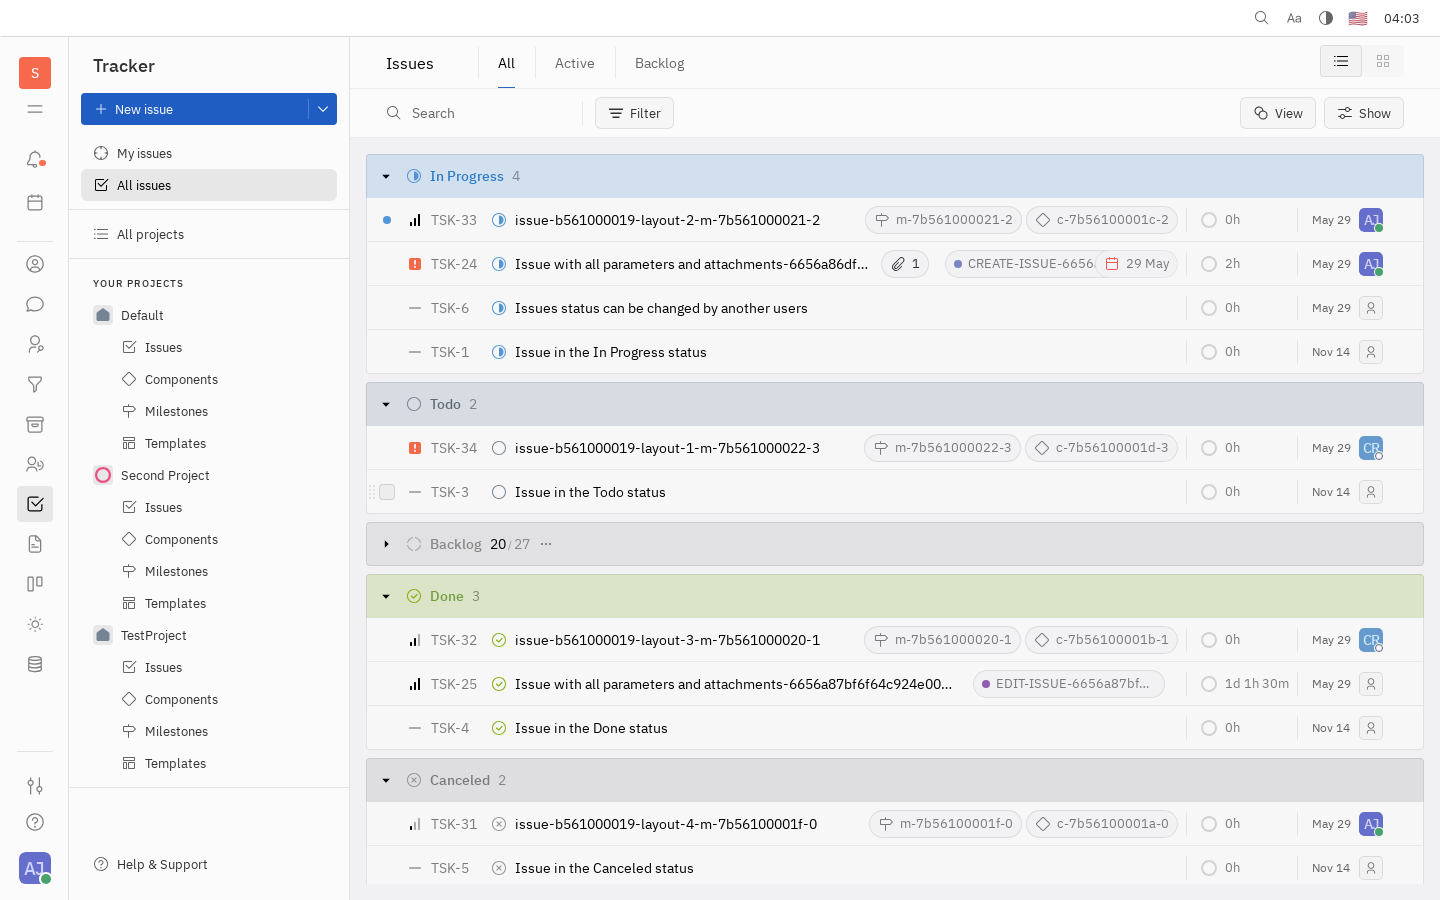 Aa 04:03
S
Tracker
New issue
My issues
All issues
All projects
YOUR PROJECTS
Default
Issues
Components
Milestones
Templates
Second Project
Issues
Components
Milestones
Templates
TestProject
Issues
Components
Milestones
Templates
Help & Support
AJ
Issues All Active Backlog
Search Filter View Show
In Progress 4
TSK-33 issue-b561000019-layout-2-m-7b561000021-2 m-7b561000021-2 c-7b56100001c-2 0h May 29 AJ
TSK-24 Issue with all parameters and attachments-6656a86df... 1 CREATE-ISSUE-6656a 29 May 2h May 29 AJ
TSK-6 Issues status can be changed by another users 0h May 29
TSK-1 Issue in the In Progress status 0h Nov 14
Todo 2
TSK-34 issue-b561000019-layout-1-m-7b561000022-3 m-7b561000022-3 c-7b56100001d-3 0h May 29 CR
TSK-3 Issue in the Todo status 0h Nov 14
Backlog 20/27 ...
Done 3
TSK-32 issue-b561000019-layout-3-m-7b561000020-1 m-7b561000020-1 c-7b56100001b-1 0h May 29 CR
TSK-25 Issue with all parameters and attachments-6656a87bf6f64c924e00... EDIT-ISSUE-6656a87bf... 1d 1h 30m May 29
TSK-4 Issue in the Done status 0h Nov 14
Canceled 2
TSK-31 issue-b561000019-layout-4-m-7b56100001f-0 m-7b56100001f-0 c-7b56100001a-0 0h May 29 AJ
TSK-5 Issue in the Canceled status 0h Nov 14